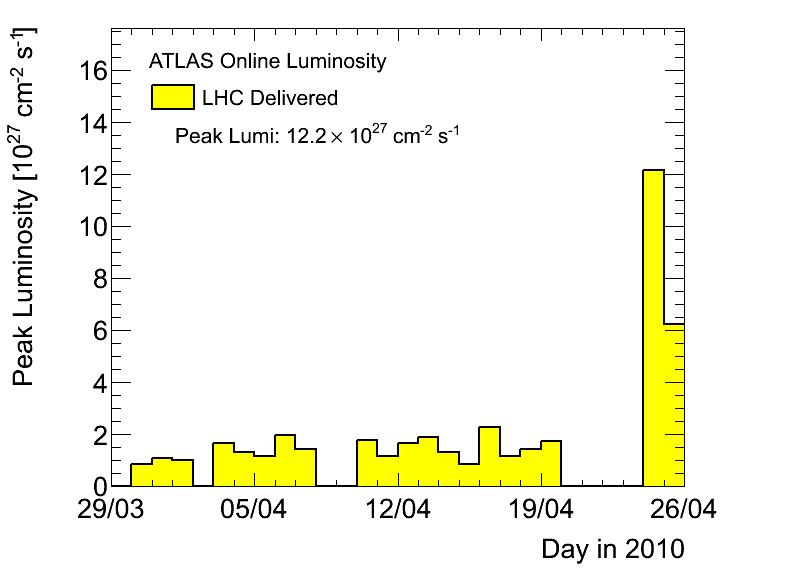 Peak Luminosity [10²⁷ cm⁻² s⁻¹]
16
14
12
10
8
6
4
2
0
ATLAS Online Luminosity
LHC Delivered
Peak Lumi: 12.2 × 10²⁷ cm⁻² s⁻¹
29/03 05/04 12/04 19/04 26/04
Day in 2010